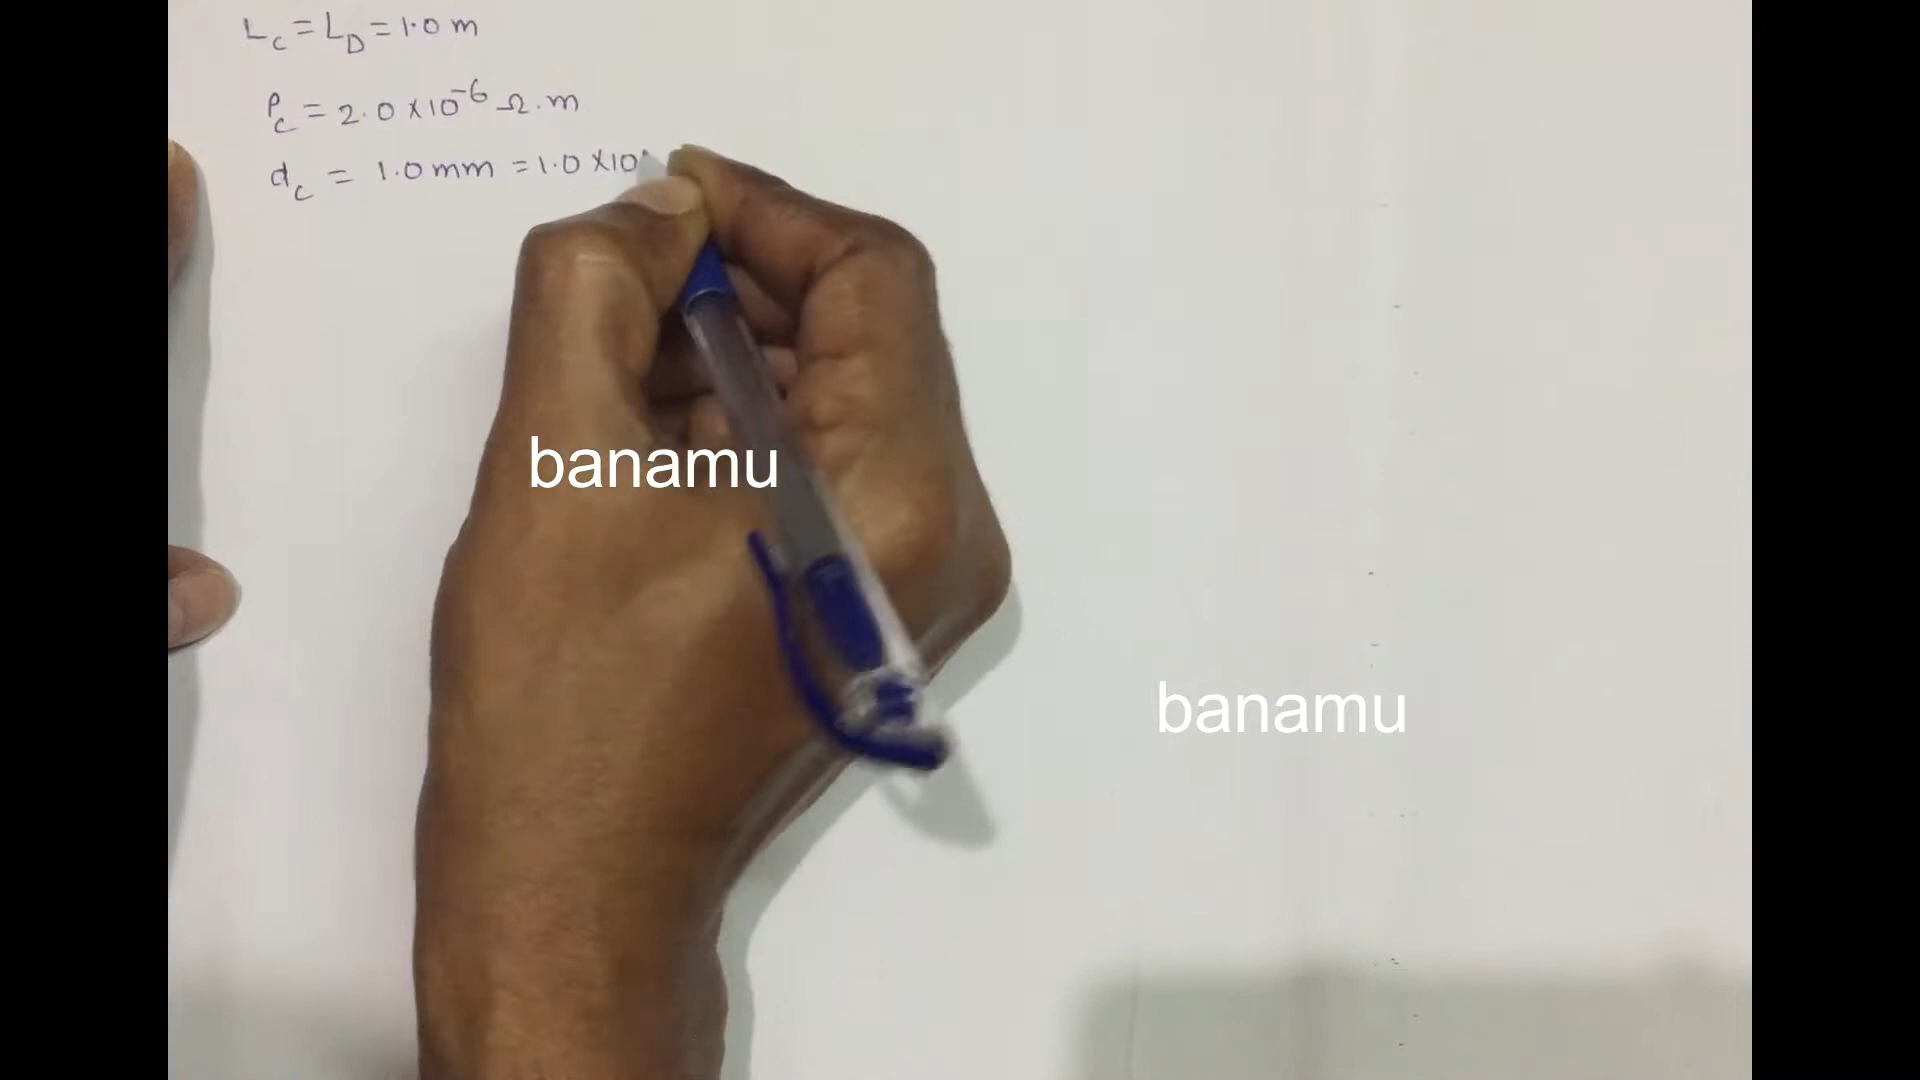 L_C = L_D = 1.0 m
ρ_C = 2.0 × 10⁻⁶ Ω.m
d_C = 1.0 mm = 1.0 × 10
banamu
banamu